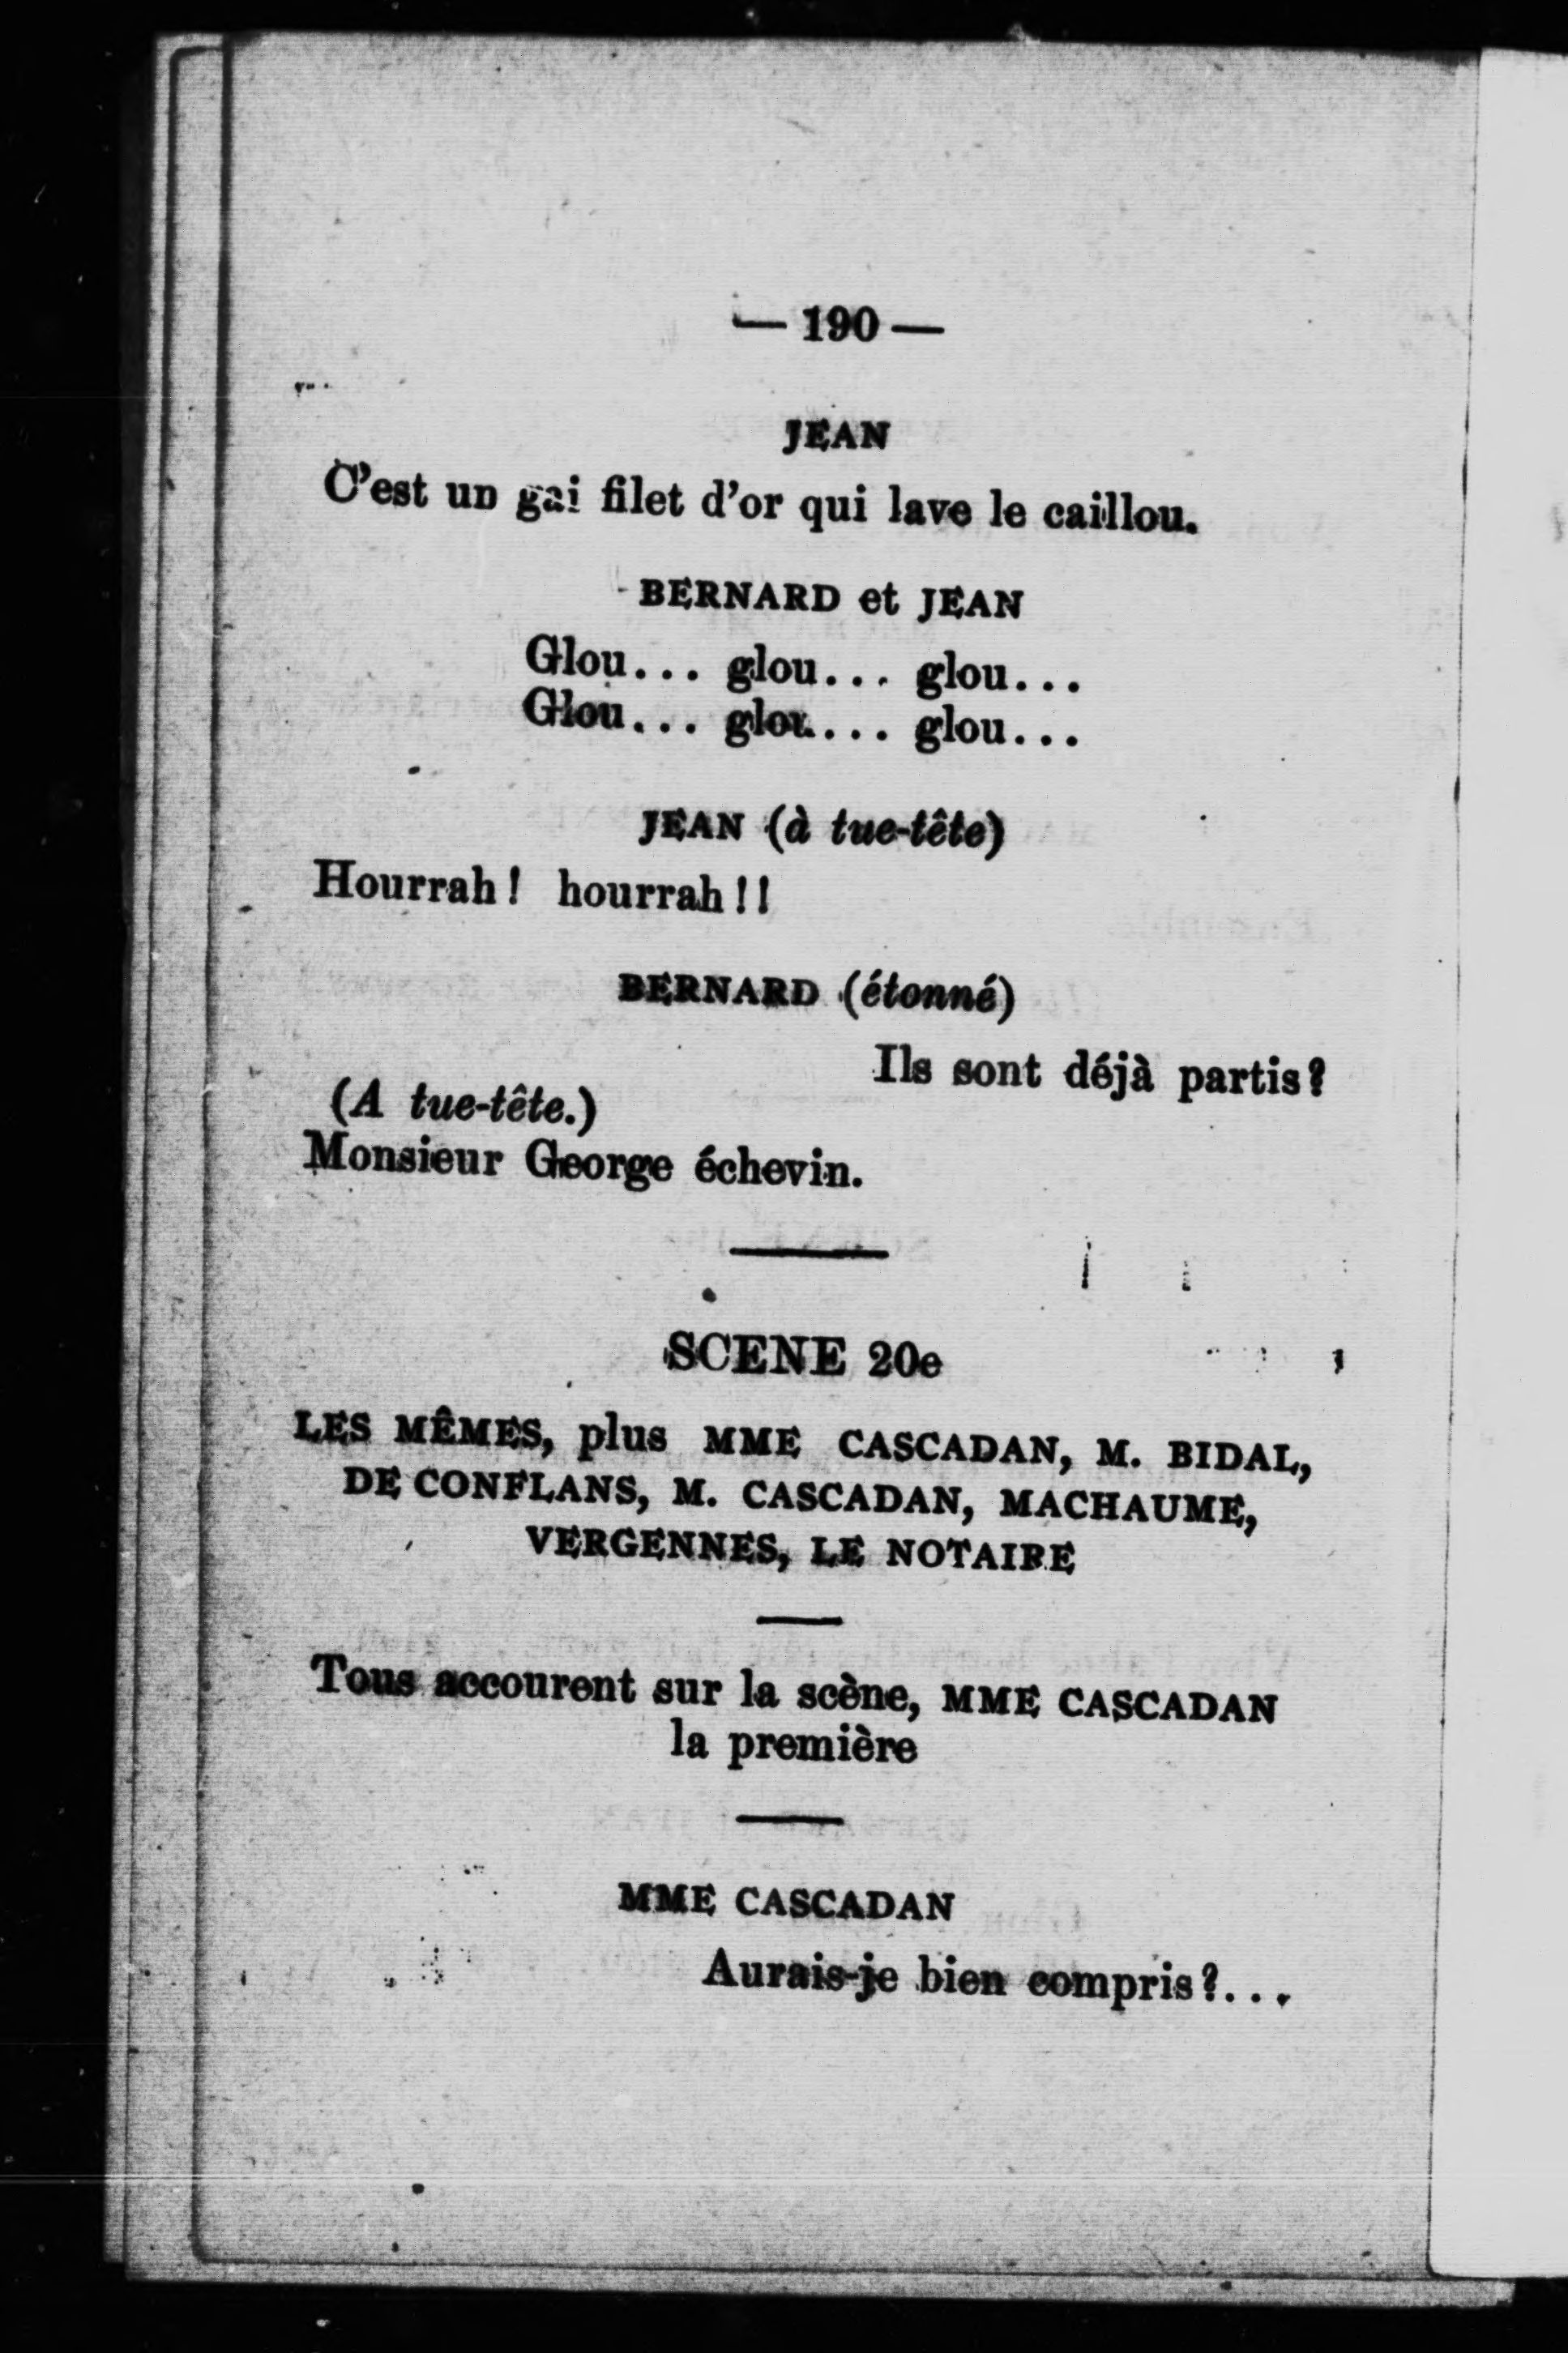 — 190 —
JEAN
C'est un gai filet d'or qui lave le caillou.
BERNARD et JEAN
Glou... glou... glou...
Glou... glou... glou...
JEAN (à tue-tête)
Hourrah! hourrah!!
BERNARD (étonné)
Ils sont déjà partis?
(A tue-tête.)
Monsieur George échevin.
SCENE 20e
LES MÊMES, plus MME CASCADAN, M. BIDAL,
DE CONFLANS, M. CASCADAN, MACHAUME,
VERGENNES, LE NOTAIRE
Tous accourent sur la scène, MME CASCADAN
la première
MME CASCADAN
Aurais-je bien compris?...